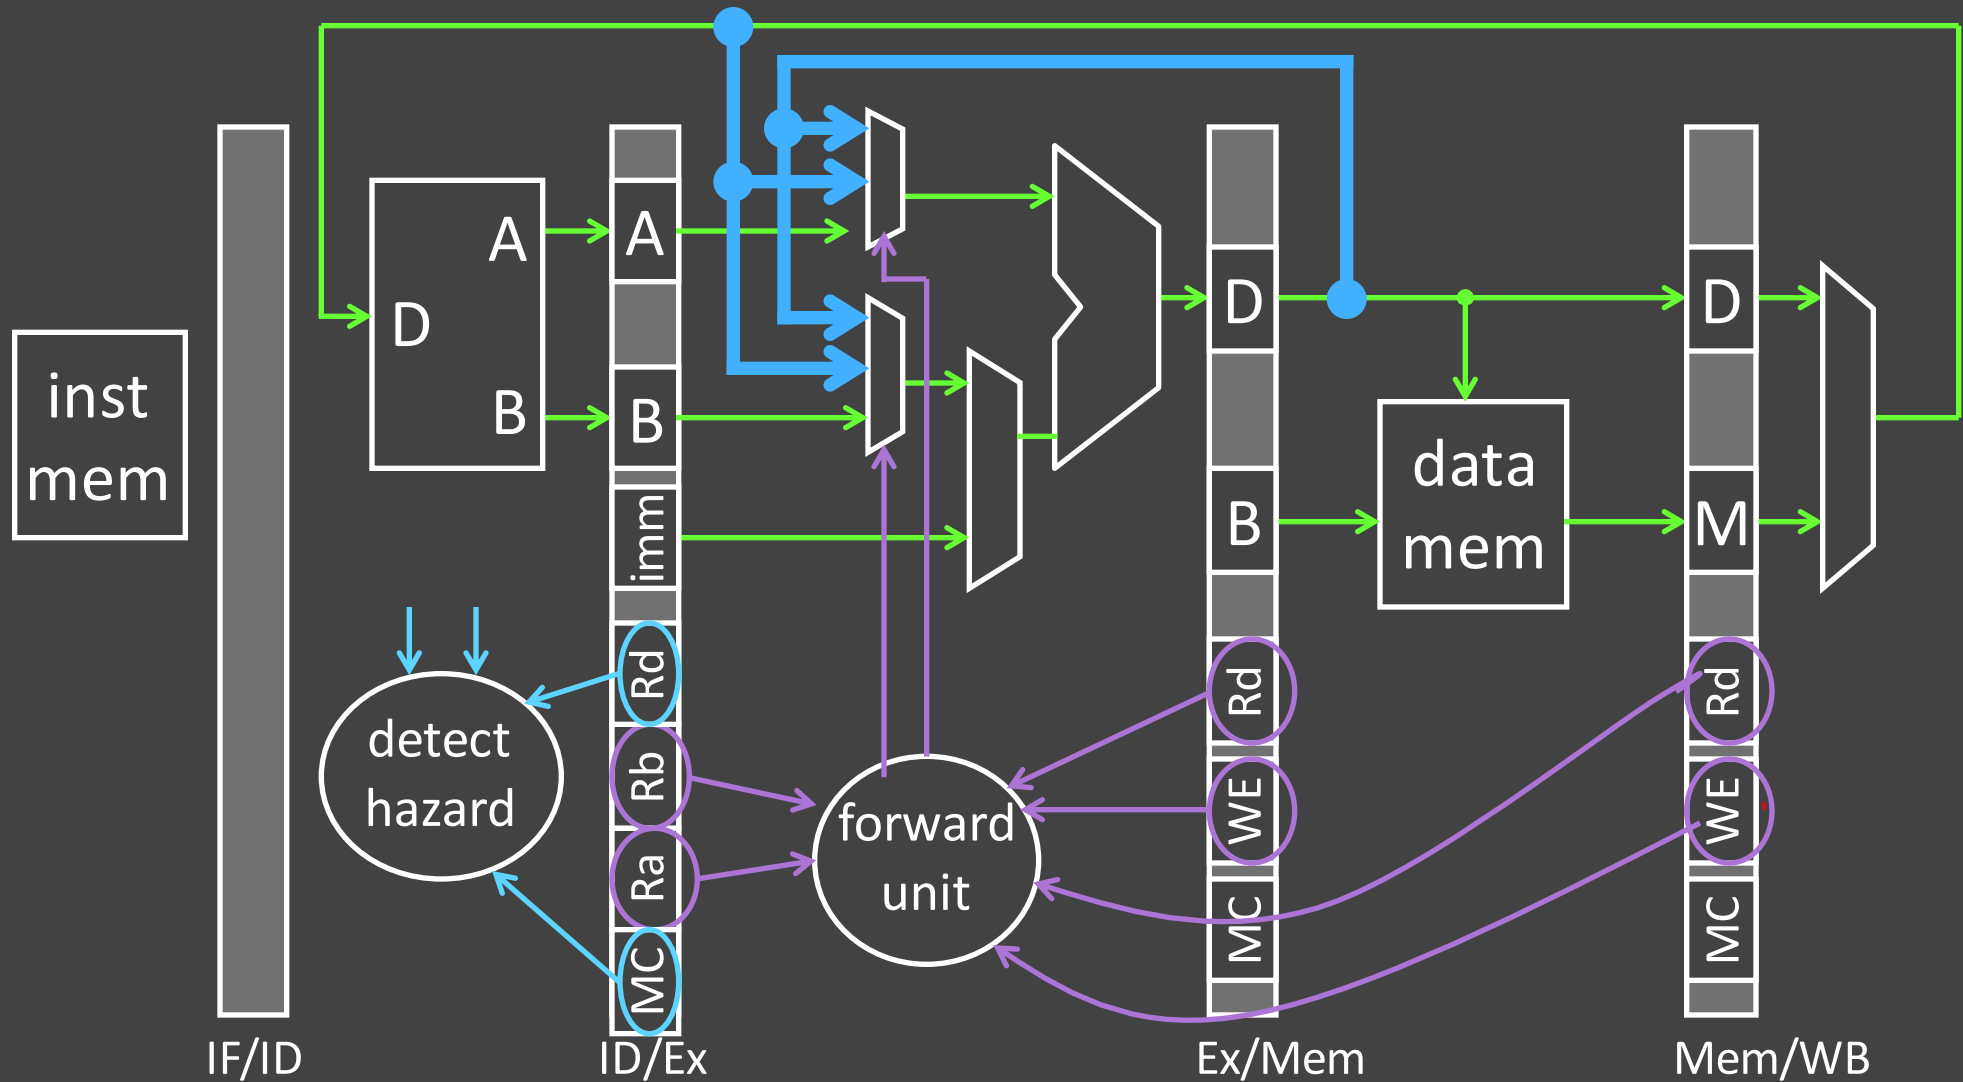 inst
mem
A
D
B
A
B
imm
Rd
Rb
Ra
MC
detect
hazard
forward
unit
D
B
Rd
WE
MC
data
mem
D
M
Rd
WE
MC
IF/ID
ID/Ex
Ex/Mem
Mem/WB